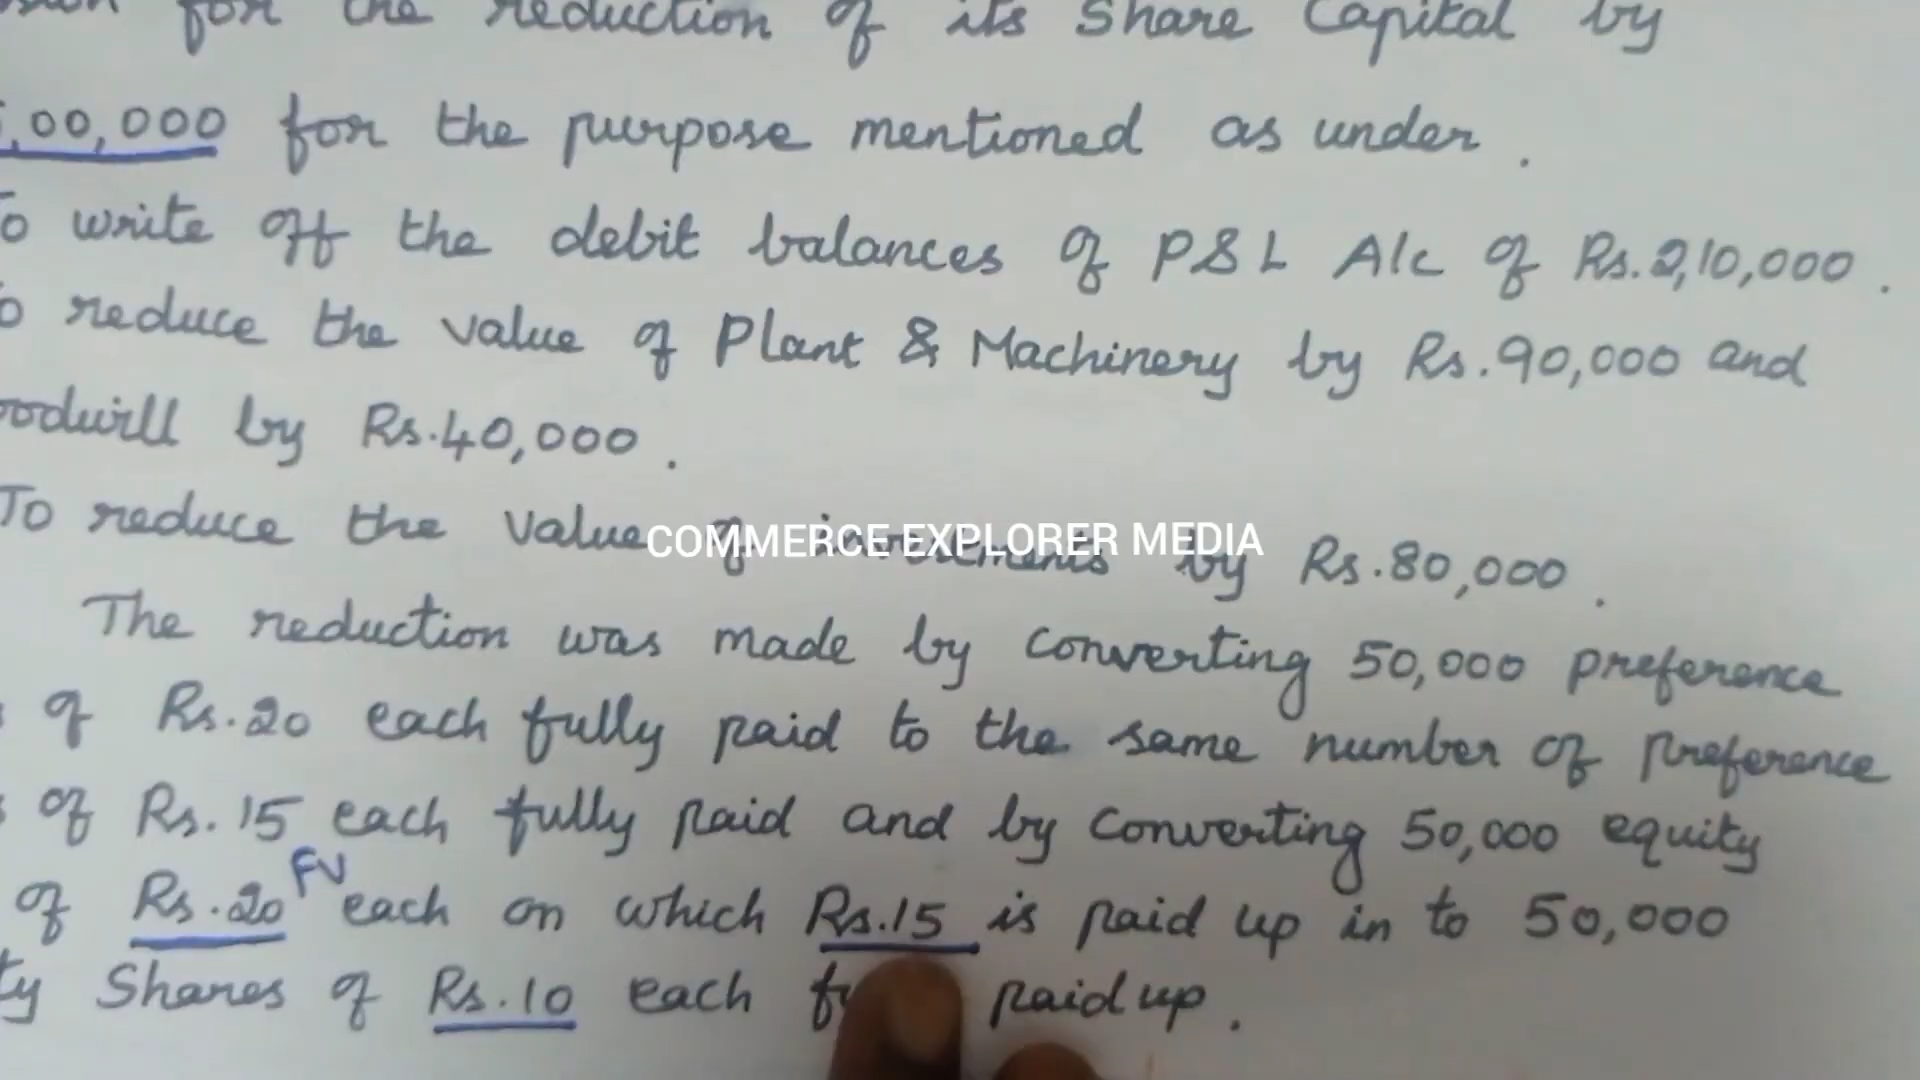 for the reduction of its Share Capital by
,00,000 for the purpose mentioned as under.
To write off the debit balances of P&L A/c of Rs.2,10,000.
To reduce the value of Plant & Machinery by Rs.90,000 and
oodwill by Rs.40,000.
To reduce the value of investments by Rs.80,000.
COMMERCE EXPLORER MEDIA
The reduction was made by converting 50,000 preference
of Rs.20 each fully paid to the same number of preference
of Rs.15 each fully paid and by converting 50,000 equity
FV
of Rs.20 each on which Rs.15 is paid up in to 50,000
ty Shares of Rs.10 each paid up.